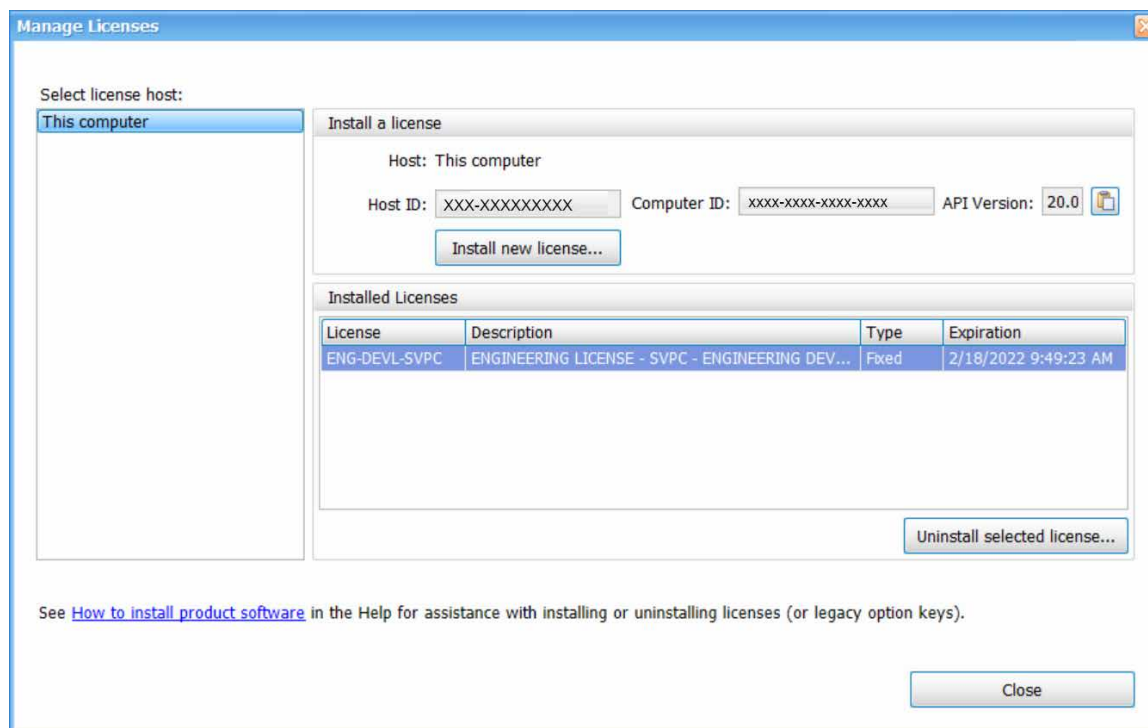 Manage Licenses
Select license host:
This computer
Install a license
Host: This computer
Host ID: XXX-XXXXXXXXX Computer ID: xxxx-xxxx-xxxx-xxxx API Version: 20.0
Install new license...
Installed Licenses
License Description Type Expiration
ENG-DEVL-SVPC ENGINEERING LICENSE - SVPC - ENGINEERING DEV... Fixed 2/18/2022 9:49:23 AM
Uninstall selected license...
See How to install product software in the Help for assistance with installing or uninstalling licenses (or legacy option keys).
Close